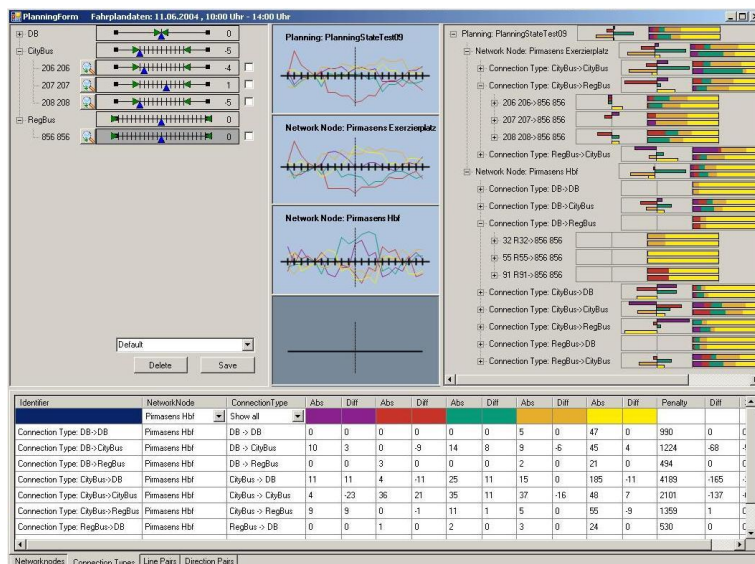 PlanningForm Fahrplandaten: 11.06.2004 , 10:00 Uhr - 14:00 Uhr
DB 0
CityBus -5
206 206 -4
207 207 1
208 208 -5
RegBus 0
856 856 0
Default
Delete Save
Planning: PlanningStateTest09
Network Node: Pirmasens Exerzierplatz
Network Node: Pirmasens Hbf
Planning: PlanningStateTest09
Network Node: Pirmasens Exerzierplatz
Connection Type: CityBus->CityBus
Connection Type: CityBus->RegBus
206 206->856 856
207 207->856 856
208 208->856 856
Connection Type: RegBus->CityBus
Network Node: Pirmasens Hbf
Connection Type: DB->DB
Connection Type: DB->CityBus
Connection Type: DB->RegBus
32 R32->856 856
55 R55->856 856
91 R91->856 856
Connection Type: CityBus->DB
Connection Type: CityBus->CityBus
Connection Type: CityBus->RegBus
Connection Type: RegBus->DB
Connection Type: RegBus->CityBus
Identifier NetworkNode ConnectionType Abs Diff Abs Diff Abs Diff Abs Diff Abs Diff Penalty Diff
Pirmasens Hbf Show all
Connection Type: DB->DB Pirmasens Hbf DB -> DB 0 0 0 0 0 0 5 0 47 0 990 0
Connection Type: DB->CityBus Pirmasens Hbf DB -> CityBus 10 3 0 -9 14 8 9 -6 45 4 1224 -68
Connection Type: DB->RegBus Pirmasens Hbf DB -> RegBus 0 0 3 0 0 0 2 0 21 0 494 0
Connection Type: CityBus->DB Pirmasens Hbf CityBus -> DB 11 11 4 -11 25 11 15 0 185 -11 4189 -165
Connection Type: CityBus->CityBus Pirmasens Hbf CityBus -> CityBus 4 -23 36 21 35 11 37 -16 48 7 2101 -137
Connection Type: CityBus->RegBus Pirmasens Hbf CityBus -> RegBus 9 9 0 -1 11 1 5 0 55 -9 1359 1
Connection Type: RegBus->DB Pirmasens Hbf RegBus -> DB 0 0 1 0 2 0 3 0 24 0 530 0
Networknodes Connection Types Line Pairs Direction Pairs